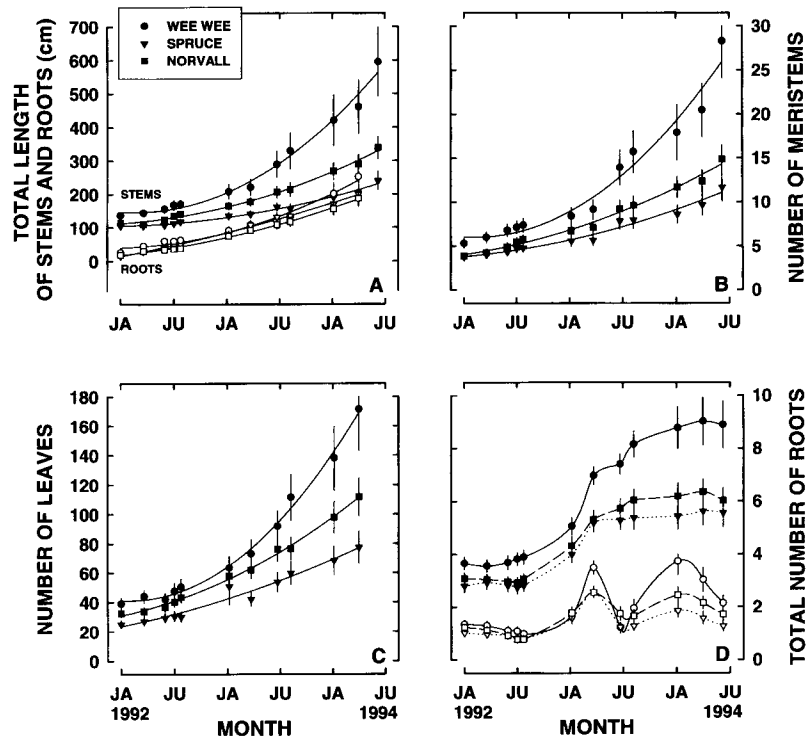 WEE WEE
SPRUCE
NORVALL
TOTAL LENGTH
OF STEMS AND ROOTS (cm)
700
600
500
400
300
200
100
0
STEMS
ROOTS
A
JA JU JA JU JA JU
30
25
20
15
10
5
0
NUMBER OF MERISTEMS
B
JA JU JA JU JA JU
NUMBER OF LEAVES
180
160
140
120
100
80
60
40
20
0
C
JA JU JA JU JA JU
1992 1994
MONTH
10
8
6
4
2
0
TOTAL NUMBER OF ROOTS
D
JA JU JA JU JA JU
1992 1994
MONTH